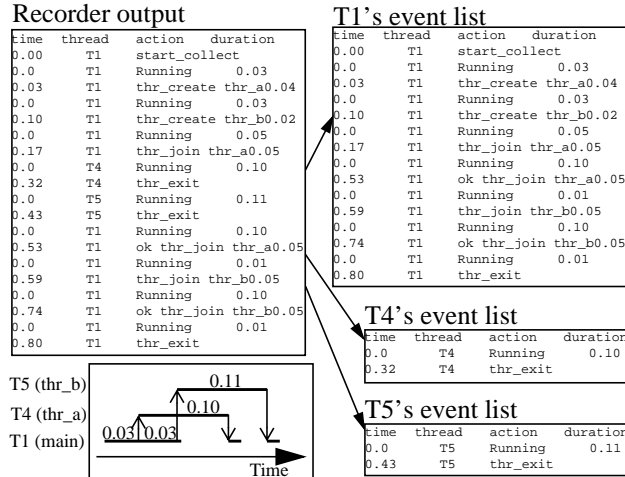 Recorder output
time thread action duration
0.00 T1 start_collect
0.0 T1 Running 0.03
0.03 T1 thr_create thr_a0.04
0.0 T1 Running 0.03
0.10 T1 thr_create thr_b0.02
0.0 T1 Running 0.05
0.17 T1 thr_join thr_a0.05
0.0 T4 Running 0.10
0.32 T4 thr_exit
0.0 T5 Running 0.11
0.43 T5 thr_exit
0.0 T1 Running 0.10
0.53 T1 ok thr_join thr_a0.05
0.0 T1 Running 0.01
0.59 T1 thr_join thr_b0.05
0.0 T1 Running 0.10
0.74 T1 ok thr_join thr_b0.05
0.0 T1 Running 0.01
0.80 T1 thr_exit
T1's event list
time thread action duration
0.00 T1 start_collect
0.0 T1 Running 0.03
0.03 T1 thr_create thr_a0.04
0.0 T1 Running 0.03
0.10 T1 thr_create thr_b0.02
0.0 T1 Running 0.05
0.17 T1 thr_join thr_a0.05
0.0 T1 Running 0.10
0.53 T1 ok thr_join thr_a0.05
0.0 T1 Running 0.01
0.59 T1 thr_join thr_b0.05
0.0 T1 Running 0.10
0.74 T1 ok thr_join thr_b0.05
0.0 T1 Running 0.01
0.80 T1 thr_exit
T4's event list
time thread action duration
0.0 T4 Running 0.10
0.32 T4 thr_exit
T5's event list
time thread action duration
0.0 T5 Running 0.11
0.43 T5 thr_exit
T5 (thr_b) 0.11
T4 (thr_a) 0.10
T1 (main) 0.03 0.03
Time